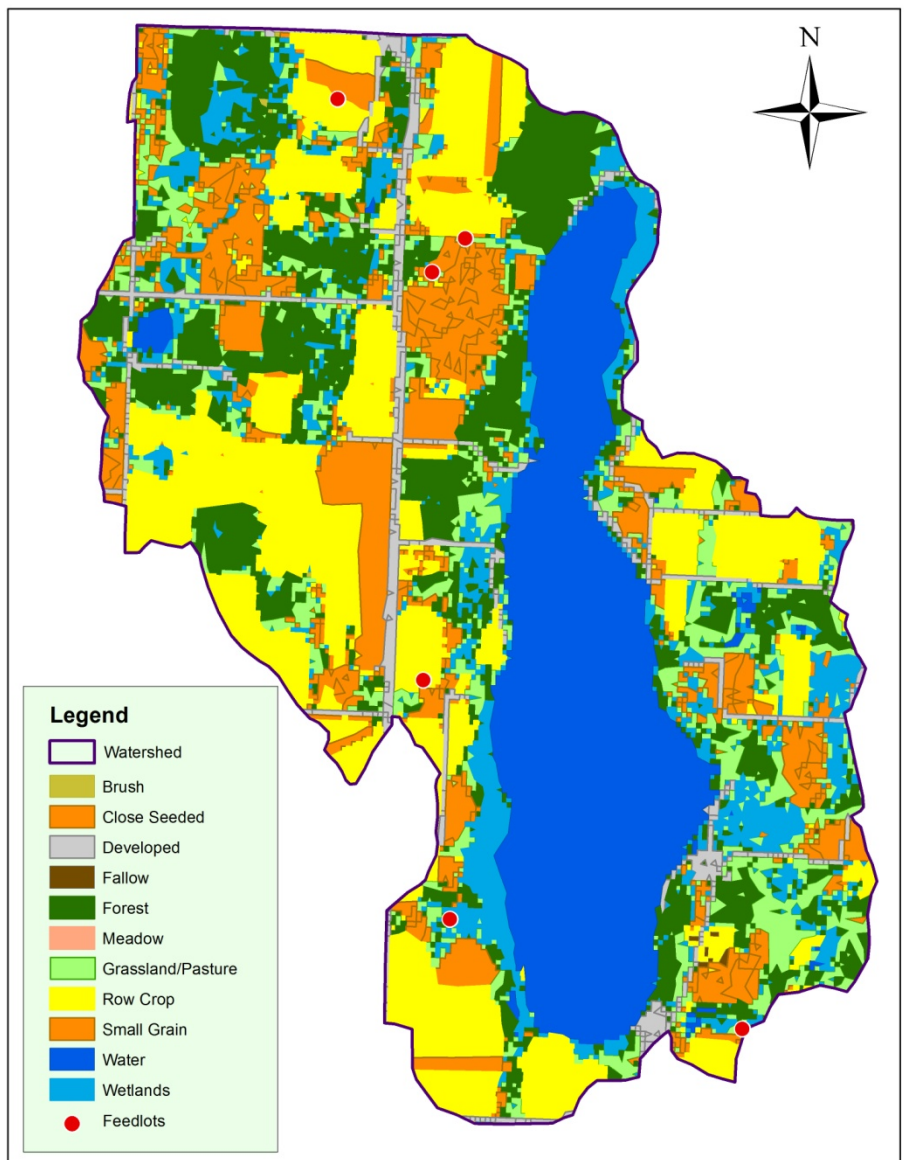 N
Legend
Watershed
Brush
Close Seeded
Developed
Fallow
Forest
Meadow
Grassland/Pasture
Row Crop
Small Grain
Water
Wetlands
Feedlots